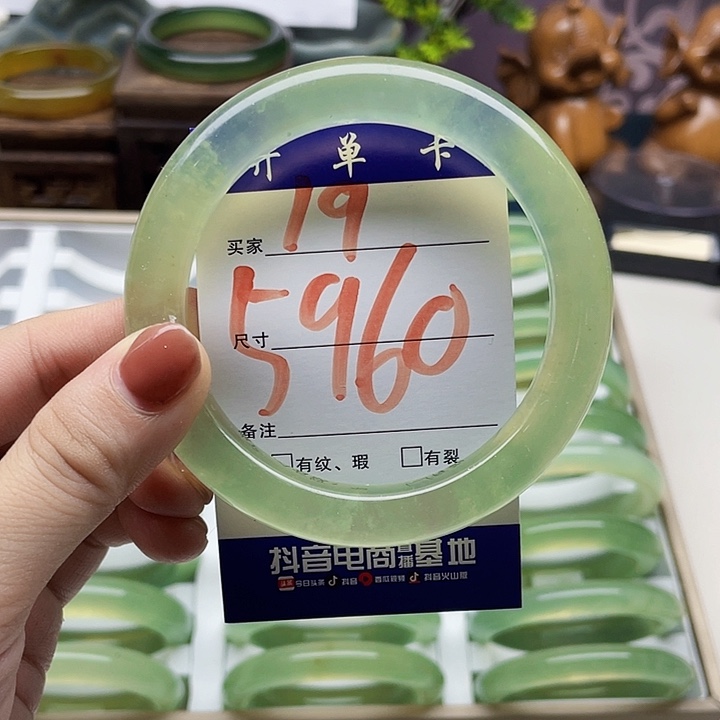 开单卡
19
买家
5960
尺寸
备注
□有纹、瑕 □有裂
抖音电商直播基地
今日头条 抖音 西瓜视频 抖音火山版